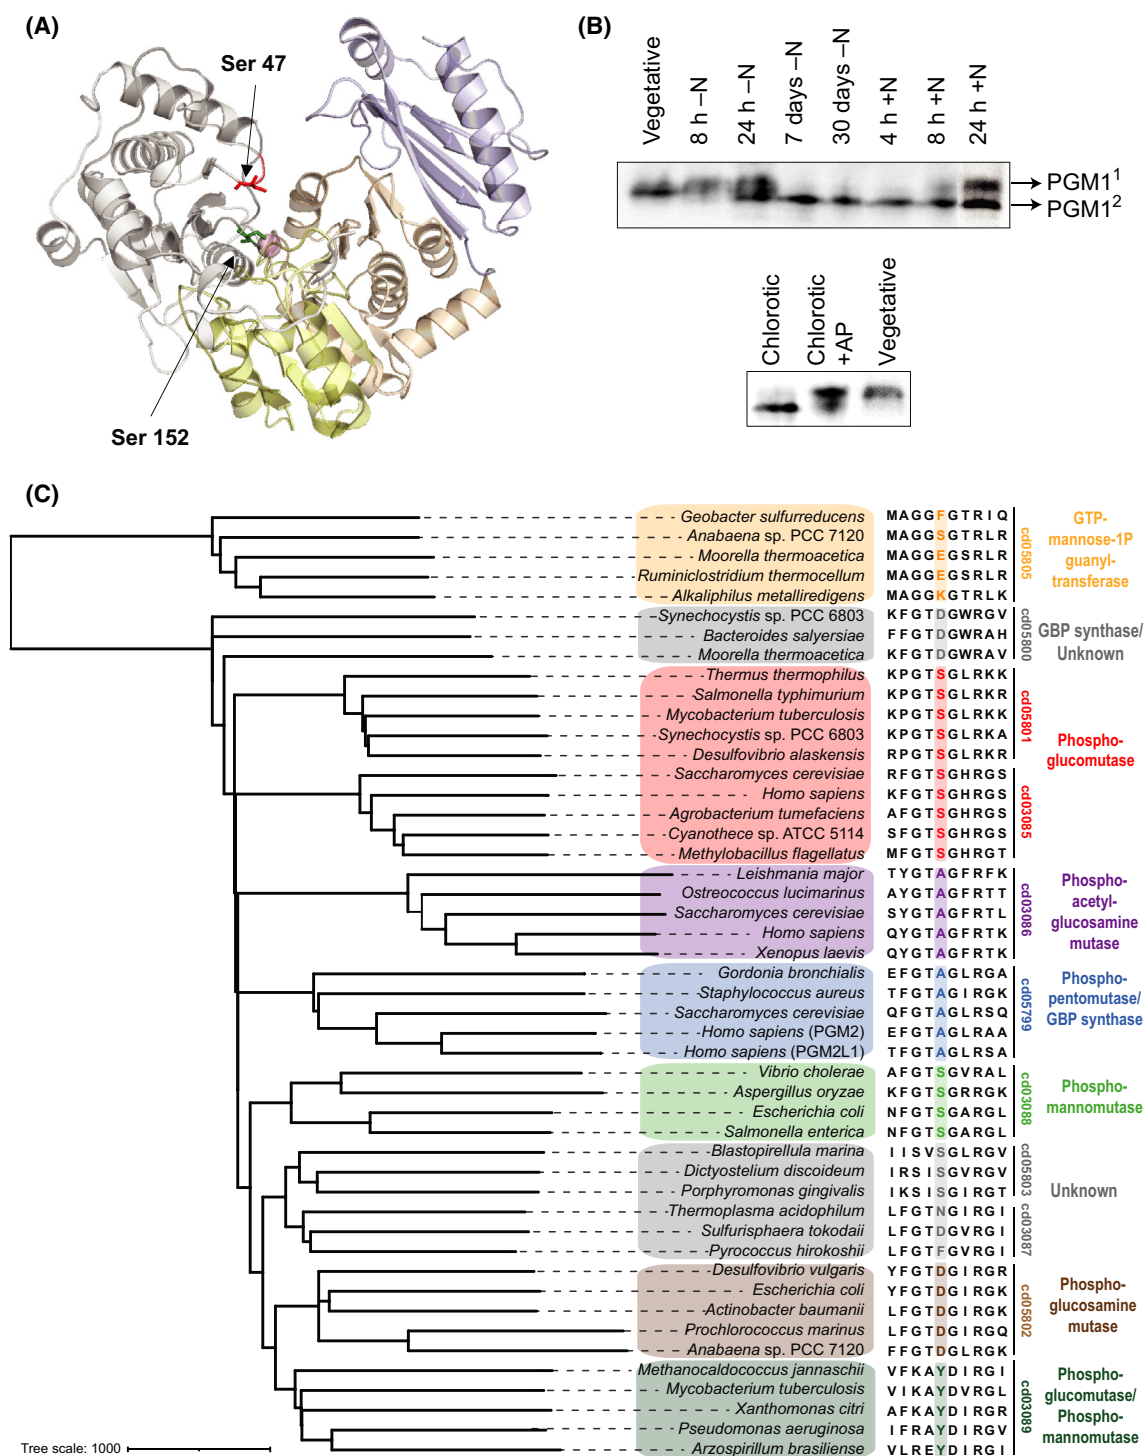 (A)
Ser 47
Ser 152
(B)
Vegetative
8 h –N
24 h –N
7 days –N
30 days –N
4 h +N
8 h +N
24 h +N
PGM1¹
PGM1²
Chlorotic
Chlorotic
+AP
Vegetative
(C)
Geobacter sulfurreducens MAGGFGTRIQ
Anabaena sp. PCC 7120 MAGGSGTRLR
Moorella thermoacetica MAGGEGSRLR
Ruminiclostridium thermocellum MAGGEGSRLR
Alkaliphilus metalliredigens MAGGKGTRLK
cd05805
GTP-
mannose-1P
guanyl-
transferase
Synechocystis sp. PCC 6803 KFGTDGWRGV
Bacteroides salyersiae FFGTDGWRAH
Moorella thermoacetica KFGTDGWRAV
cd05800
GBP synthase/
Unknown
Thermus thermophilus KPGTSGLRKK
Salmonella typhimurium KPGTSGLRKR
Mycobacterium tuberculosis KPGTSGLRKK
Synechocystis sp. PCC 6803 KPGTSGLRKA
Desulfovibrio alaskensis RPGTSGLRKR
cd05801
Saccharomyces cerevisiae RFGTSGHRGS
Homo sapiens KFGTSGHRGS
Agrobacterium tumefaciens AFGTSGHRGS
Cyanothece sp. ATCC 5114 SFGTSGHRGS
Methylobacillus flagellatus MFGTSGHRGT
cd03085
Phospho-
glucomutase
Leishmania major TYGTAGFRFK
Ostreococcus lucimarinus AYGTAGFRTT
Saccharomyces cerevisiae SYGTAGFRTL
Homo sapiens QYGTAGFRTK
Xenopus laevis QYGTAGFRTK
cd03086
Phospho-
acetyl-
glucosamine
mutase
Gordonia bronchialis EFGTAGLRGA
Staphylococcus aureus TFGTAGIRGK
Saccharomyces cerevisiae QFGTAGLRSQ
Homo sapiens (PGM2) EFGTAGLRAA
Homo sapiens (PGM2L1) TFGTAGLRSA
cd05799
Phospho-
pentomutase/
GBP synthase
Vibrio cholerae AFGTSGVRAL
Aspergillus oryzae KFGTSGRRGK
Escherichia coli NFGTSGARGL
Salmonella enterica NFGTSGARGL
cd03088
Phospho-
mannomutase
Blastopirellula marina IISVSGLRGV
Dictyostelium discoideum IRSISGVRGV
Porphyromonas gingivalis IKSISGIRGT
cd05803
Thermoplasma acidophilum LFGTNGIRGI
Sulfurisphaera tokodaii LFGTDGVRGI
Pyrococcus hirokoshii LFGTFGVRGI
cd03087
Unknown
Desulfovibrio vulgaris YFGTDGIRGR
Escherichia coli YFGTDGIRGK
Actinobacter baumanii LFGTDGIRGK
Prochlorococcus marinus LFGTDGIRGQ
Anabaena sp. PCC 7120 FFGTDGLRGK
cd05802
Phospho-
glucosamine
mutase
Methanocaldococcus jannaschii VFKAYDIRGI
Mycobacterium tuberculosis VIKAYDVRGL
Xanthomonas citri AFKAYDIRGR
Pseudomonas aeruginosa IFRAYDIRGV
Arzospirillum brasiliense VLREYDIRGI
cd03089
Phospho-
glucomutase/
Phospho-
mannomutase
Tree scale: 1000